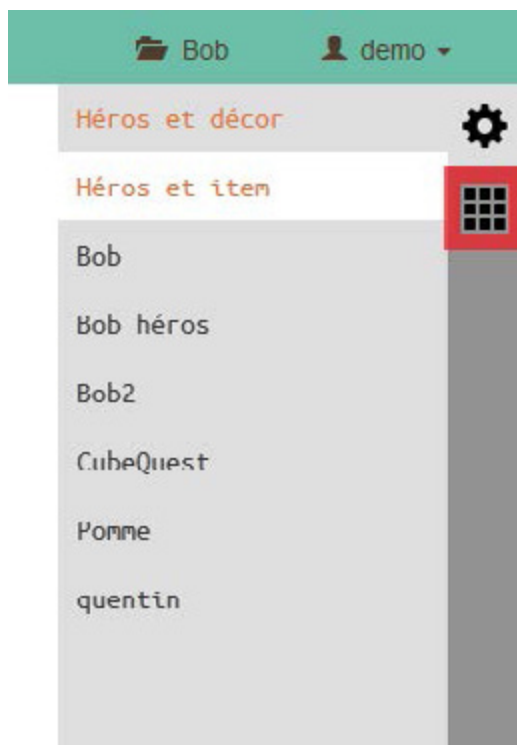 Bob demo
Héros et décor
Héros et item
Bob
Bob héros
Bob2
CubeQuest
Pomme
quentin